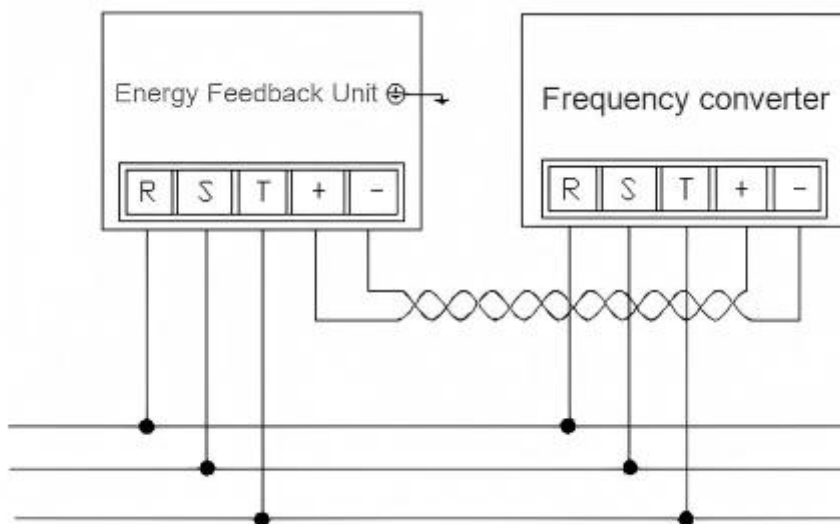 Energy Feedback Unit
Frequency converter
R S T + -
R S T + -